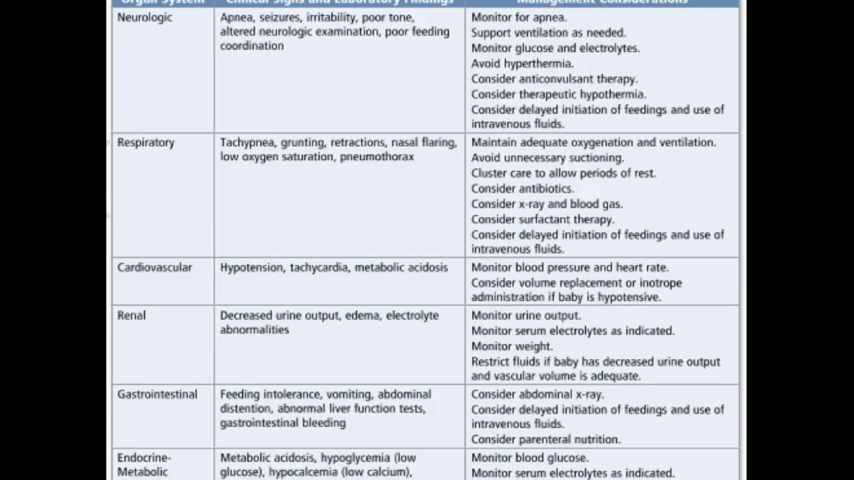 Organ System Clinical Signs and Laboratory Findings Management Considerations
Neurologic
Apnea, seizures, irritability, poor tone,
altered neurologic examination, poor feeding
coordination
Monitor for apnea.
Support ventilation as needed.
Monitor glucose and electrolytes.
Avoid hyperthermia.
Consider anticonvulsant therapy.
Consider therapeutic hypothermia.
Consider delayed initiation of feedings and use of
intravenous fluids.
Respiratory
Tachypnea, grunting, retractions, nasal flaring,
low oxygen saturation, pneumothorax
Maintain adequate oxygenation and ventilation.
Avoid unnecessary suctioning.
Cluster care to allow periods of rest.
Consider antibiotics.
Consider x-ray and blood gas.
Consider surfactant therapy.
Consider delayed initiation of feedings and use of
intravenous fluids.
Cardiovascular
Hypotension, tachycardia, metabolic acidosis
Monitor blood pressure and heart rate.
Consider volume replacement or inotrope
administration if baby is hypotensive.
Renal
Decreased urine output, edema, electrolyte
abnormalities
Monitor urine output.
Monitor serum electrolytes as indicated.
Monitor weight.
Restrict fluids if baby has decreased urine output
and vascular volume is adequate.
Gastrointestinal
Feeding intolerance, vomiting, abdominal
distention, abnormal liver function tests,
gastrointestinal bleeding
Consider abdominal x-ray.
Consider delayed initiation of feedings and use of
intravenous fluids.
Consider parenteral nutrition.
Endocrine-
Metabolic
Metabolic acidosis, hypoglycemia (low
glucose), hypocalcemia (low calcium),
Monitor blood glucose.
Monitor serum electrolytes as indicated.